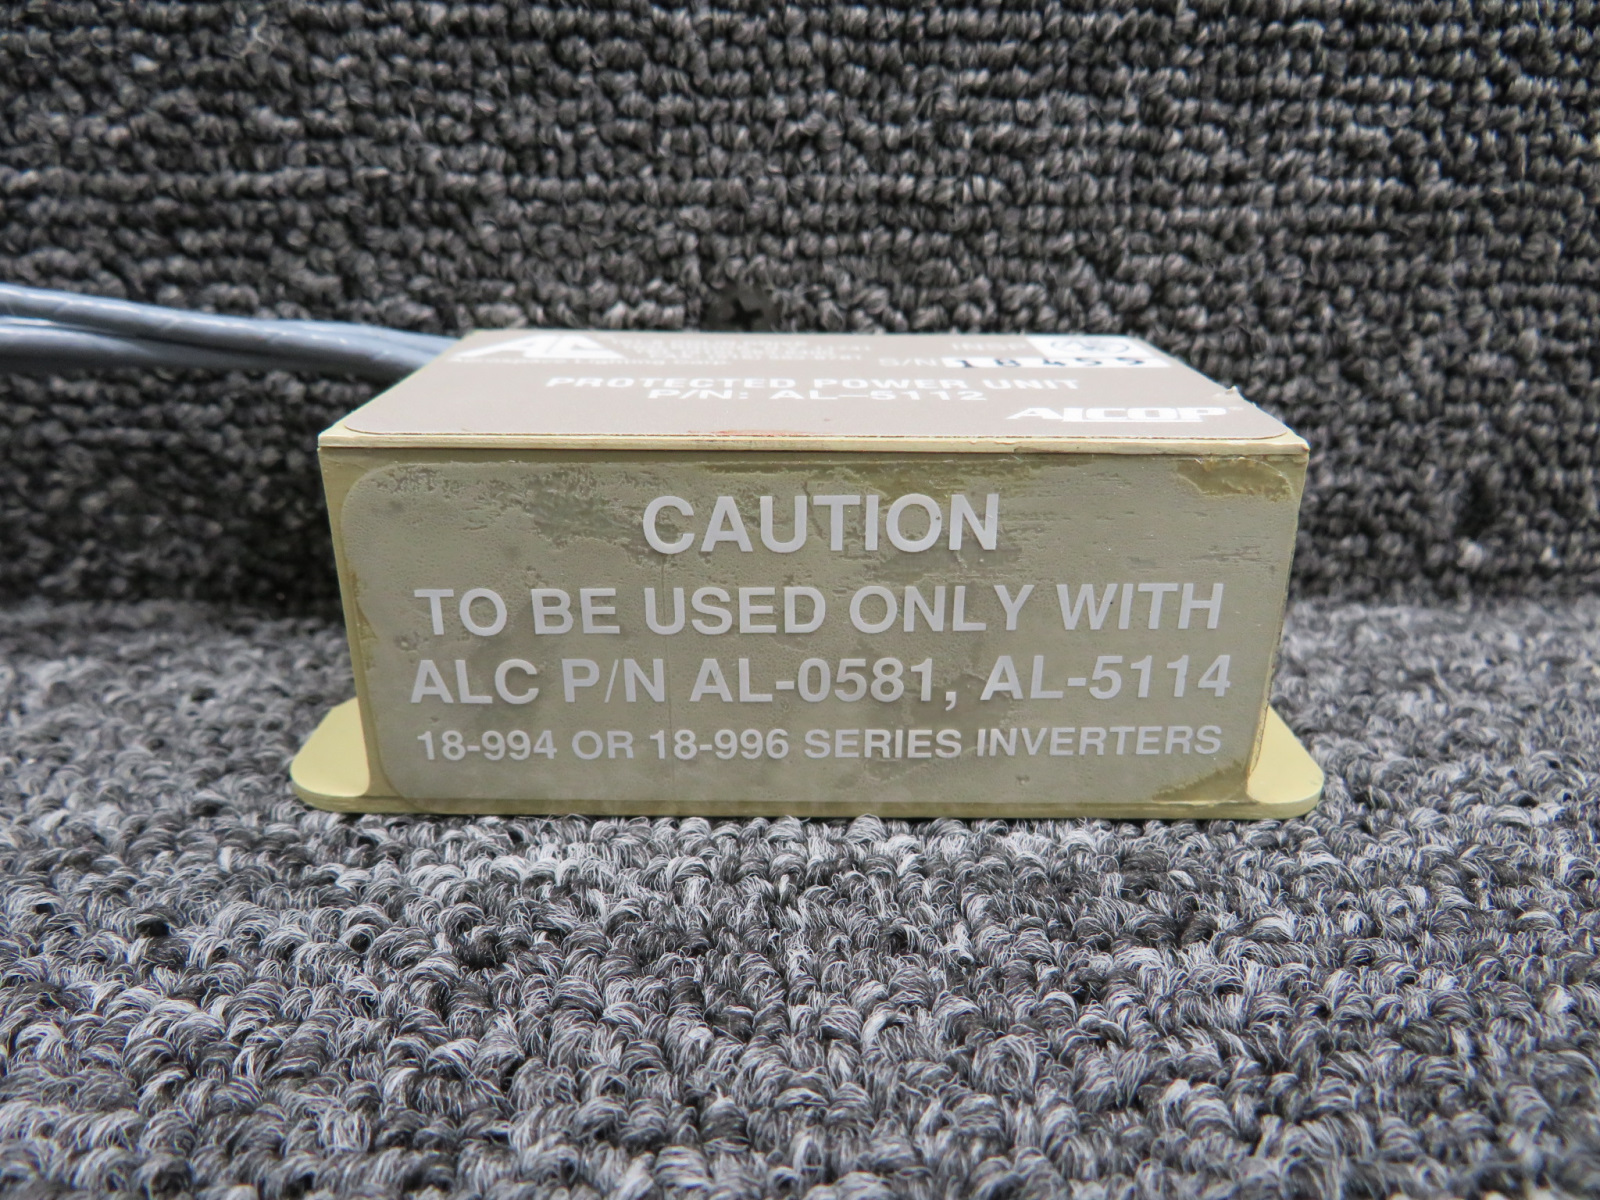 PROTECTED POWER UNIT
P/N: AL-5112
S/N
ALCOP
CAUTION
TO BE USED ONLY WITH
ALC P/N AL-0581, AL-5114
18-994 OR 18-996 SERIES INVERTERS